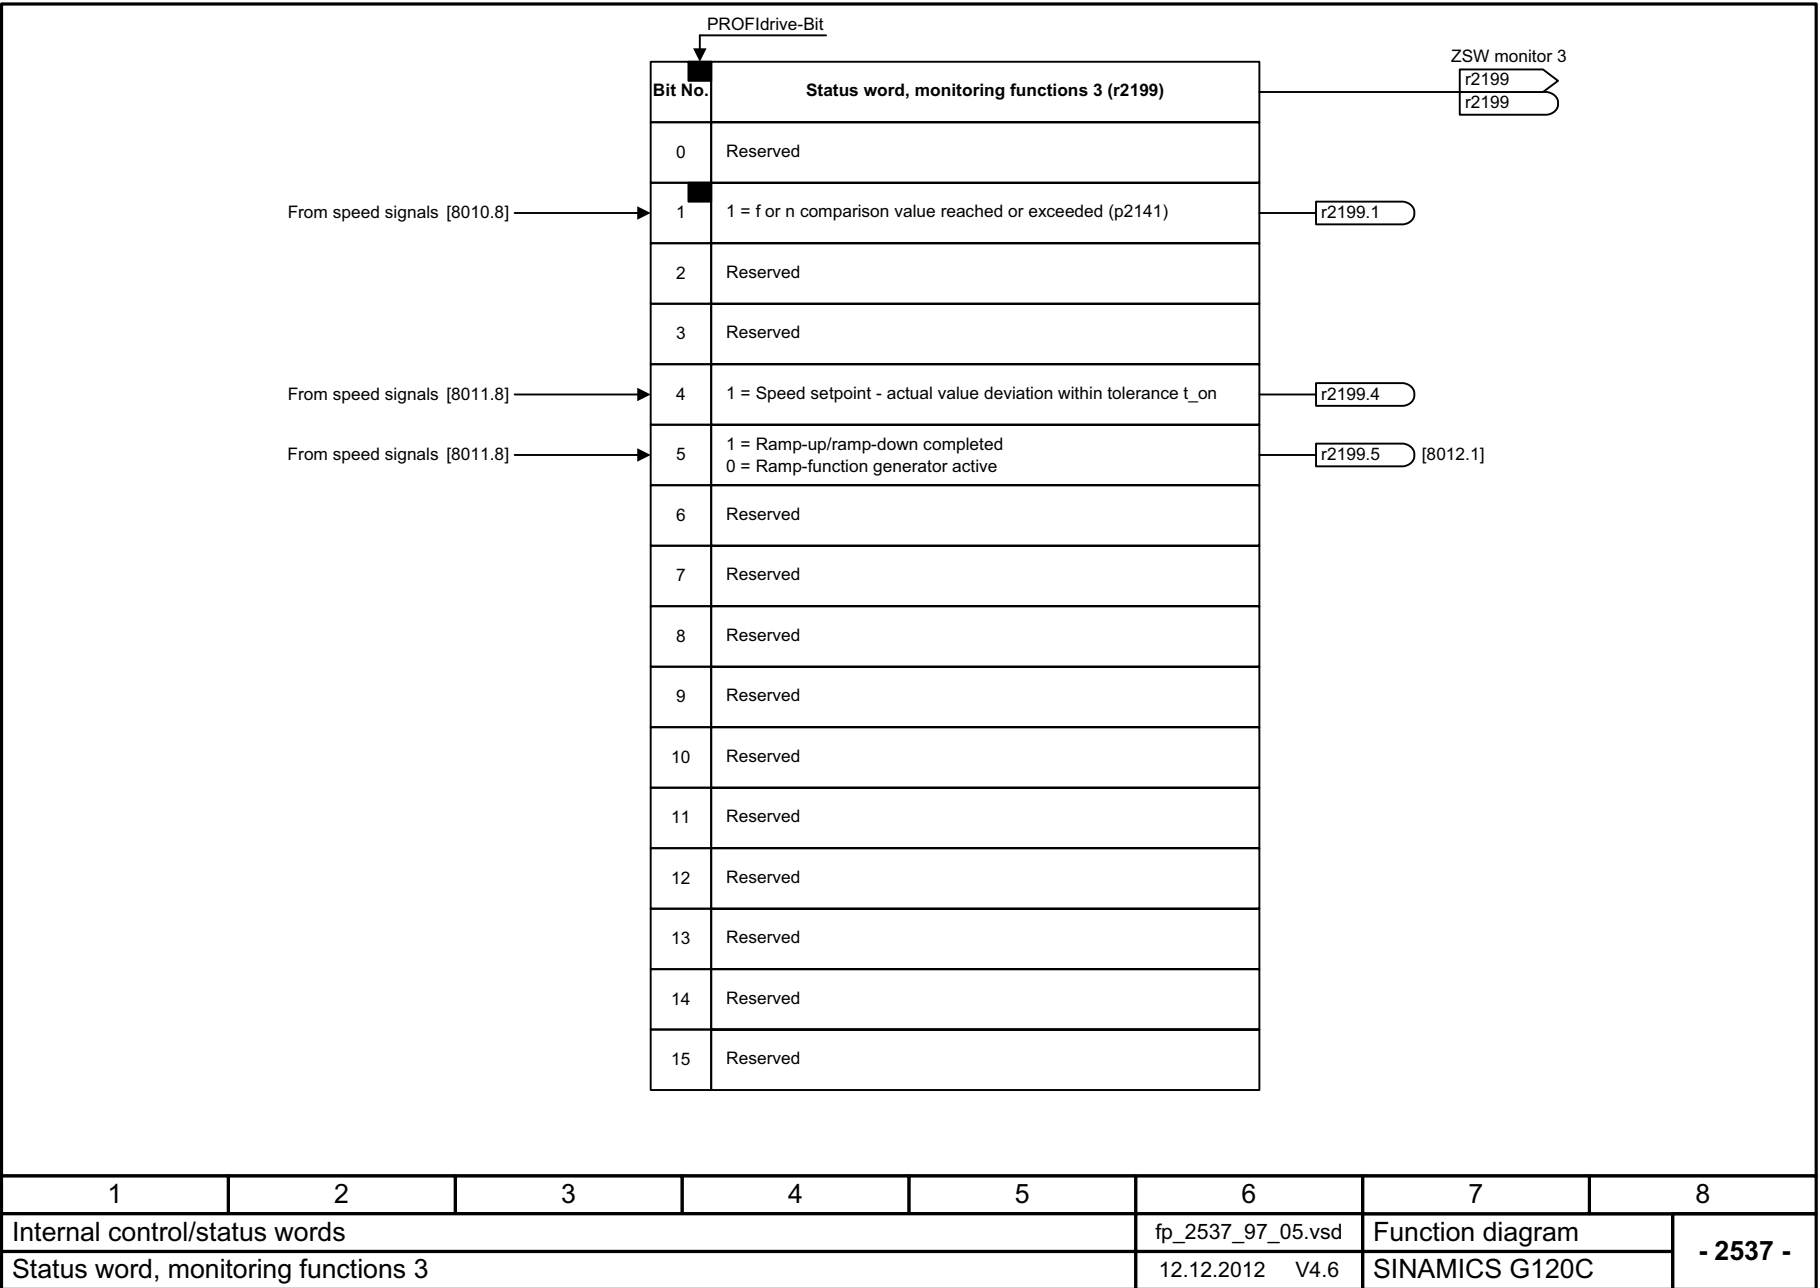 PROFIdrive-Bit
ZSW monitor 3
r2199
r2199
Bit No. Status word, monitoring functions 3 (r2199)
0 Reserved
From speed signals [8010.8] 1 1 = f or n comparison value reached or exceeded (p2141) r2199.1
2 Reserved
3 Reserved
From speed signals [8011.8] 4 1 = Speed setpoint - actual value deviation within tolerance t_on r2199.4
From speed signals [8011.8] 5 1 = Ramp-up/ramp-down completed
0 = Ramp-function generator active
r2199.5 [8012.1]
6 Reserved
7 Reserved
8 Reserved
9 Reserved
10 Reserved
11 Reserved
12 Reserved
13 Reserved
14 Reserved
15 Reserved
1 2 3 4 5 6 7 8
Internal control/status words fp_2537_97_05.vsd Function diagram
- 2537 -
Status word, monitoring functions 3 12.12.2012 V4.6 SINAMICS G120C